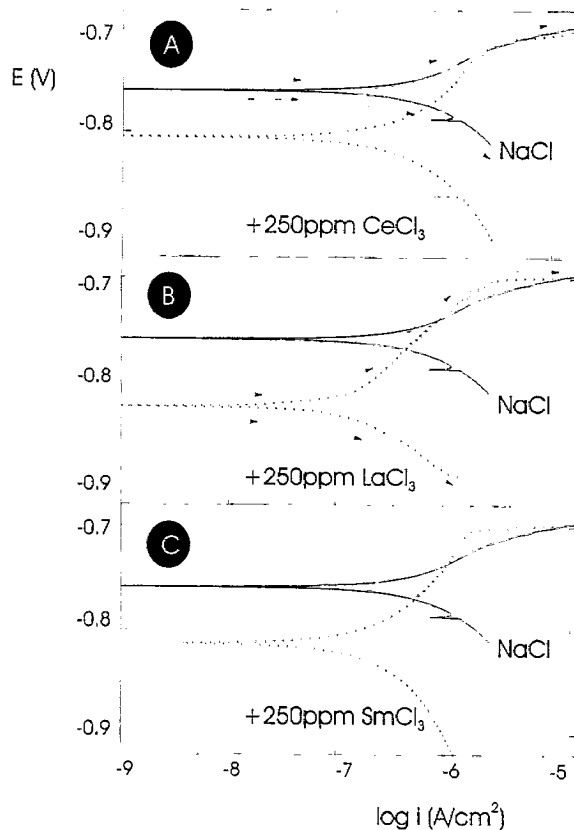 -0.7
A
E (V)
-0.8
NaCl
-0.9
+250ppm CeCl₃
-0.7
B
-0.8
NaCl
-0.9
+250ppm LaCl₃
-0.7
C
-0.8
NaCl
+250ppm SmCl₃
-0.9
-9 -8 -7 -6 -5
log i (A/cm²)